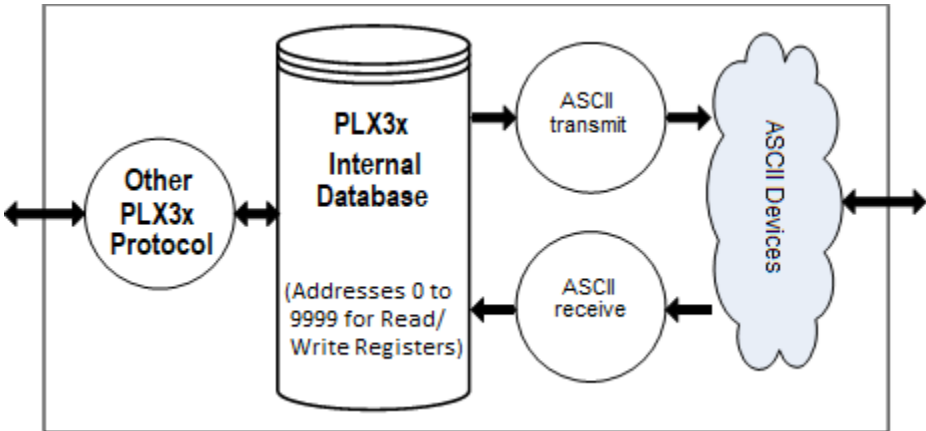 Other
PLX3x
Protocol
PLX3x
Internal
Database
(Addresses 0 to
9999 for Read/
Write Registers)
ASCII
transmit
ASCII
receive
ASCII Devices